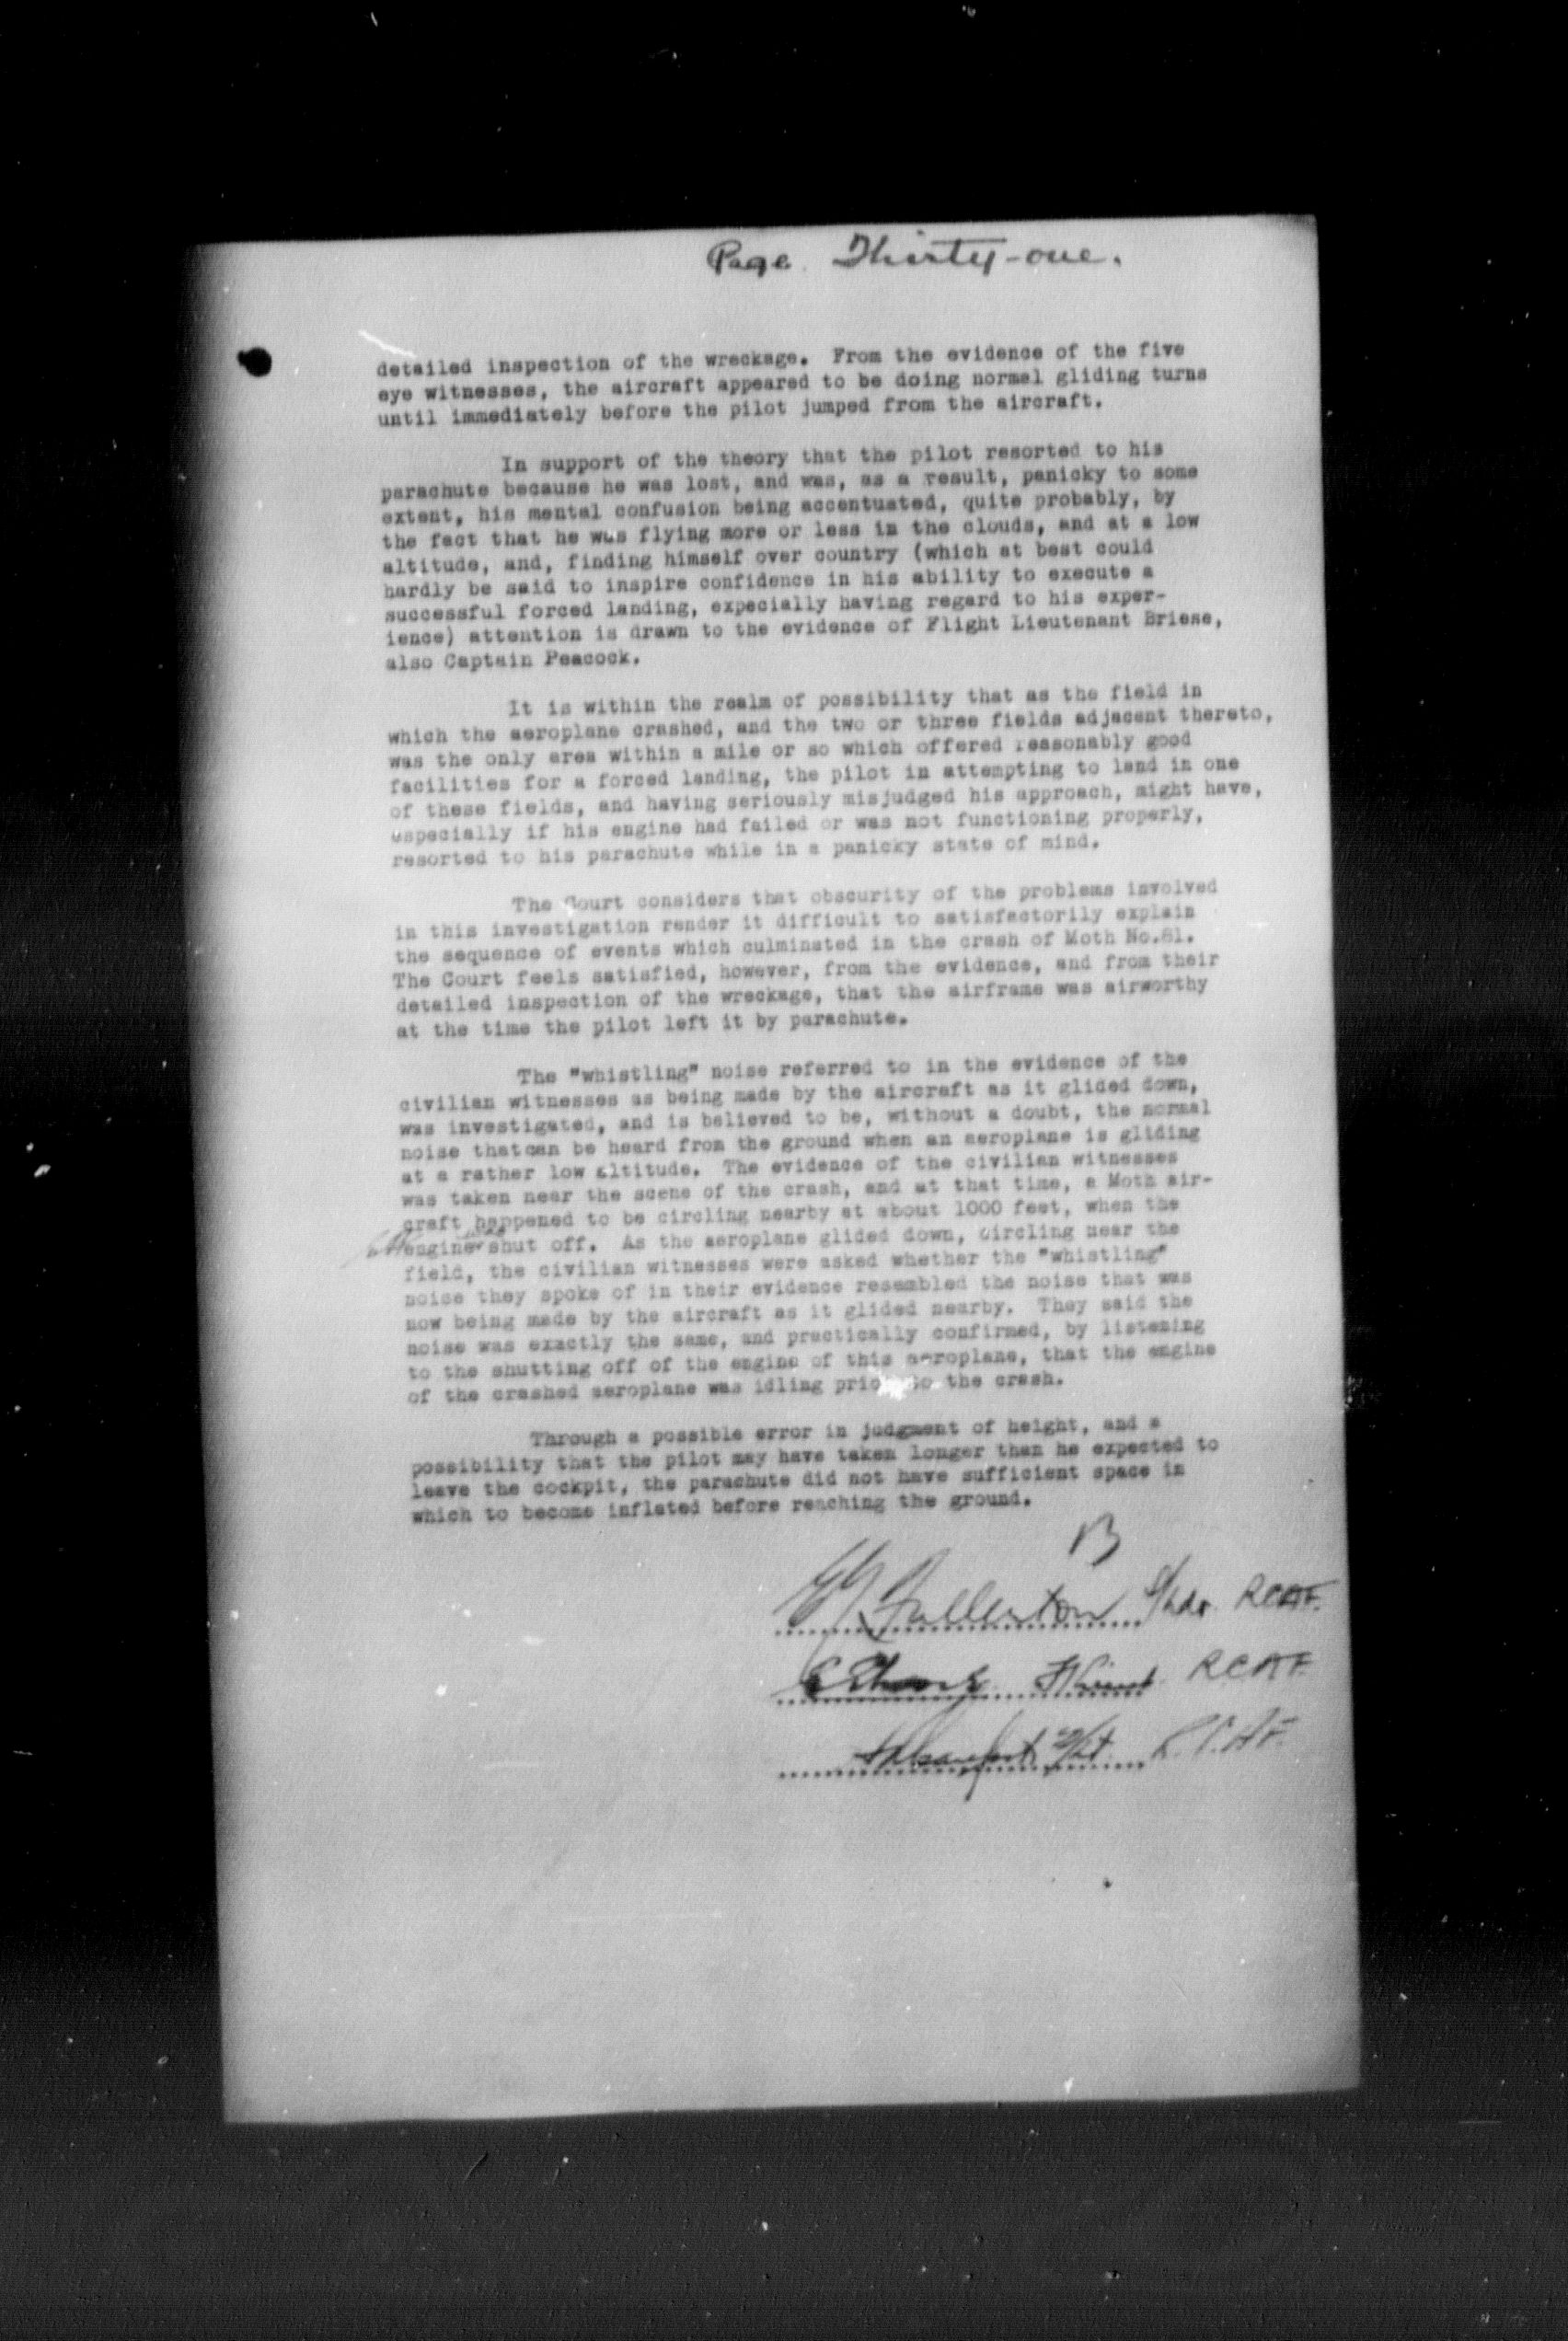 Page Thirty-one.
detailed inspection of the wreckage. From the evidence of the five
eye witnesses, the aircraft appeared to be doing normal gliding turns
until immediately before the pilot jumped from the aircraft.
In support of the theory that the pilot resorted to his
parachute because he was lost, and was, as a result, panicky to some
extent, his mental confusion being accentuated, quite probably, by
the fact that he was flying more or less in the clouds, and at a low
altitude, and, finding himself over country (which at best could
hardly be said to inspire confidence in his ability to execute a
successful forced landing, expecially having regard to his exper-
ience) attention is drawn to the evidence of Flight Lieutenant Briese,
also Captain Peacock.
It is within the realm of possibility that as the field in
which the aeroplane crashed, and the two or three fields adjacent thereto,
was the only area within a mile or so which offered reasonably good
facilities for a forced landing, the pilot in attempting to land in one
of these fields, and having seriously misjudged his approach, might have,
especially if his engine had failed or was not functioning properly,
resorted to his parachute while in a panicky state of mind.
The Court considers that obscurity of the problems involved
in this investigation render it difficult to satisfactorily explain
the sequence of events which culminated in the crash of Moth No.81.
The Court feels satisfied, however, from the evidence, and from their
detailed inspection of the wreckage, that the airframe was airworthy
at the time the pilot left it by parachute.
The "whistling" noise referred to in the evidence of the
civilian witnesses as being made by the aircraft as it glided down,
was investigated, and is believed to be, without a doubt, the normal
noise thatcan be heard from the ground when an aeroplane is gliding
at a rather low altitude. The evidence of the civilian witnesses
was taken near the scene of the crash, and at that time, a Moth air-
craft happened to be circling nearby at about 1000 feet, when the
engine was shut off. As the aeroplane glided down, circling near the
field, the civilian witnesses were asked whether the "whistling"
noise they spoke of in their evidence resembled the noise that was
now being made by the aircraft as it glided nearby. They said the
noise was exactly the same, and practically confirmed, by listening
to the shutting off of the engine of this aeroplane, that the engine
of the crashed aeroplane was idling prior to the crash.
Through a possible error in judgment of height, and a
possibility that the pilot may have taken longer than he expected to
leave the cockpit, the parachute did not have sufficient space in
which to become inflated before reaching the ground.
Fullerton S/Ldr RCAF.
RCAF
R.C.A.F.